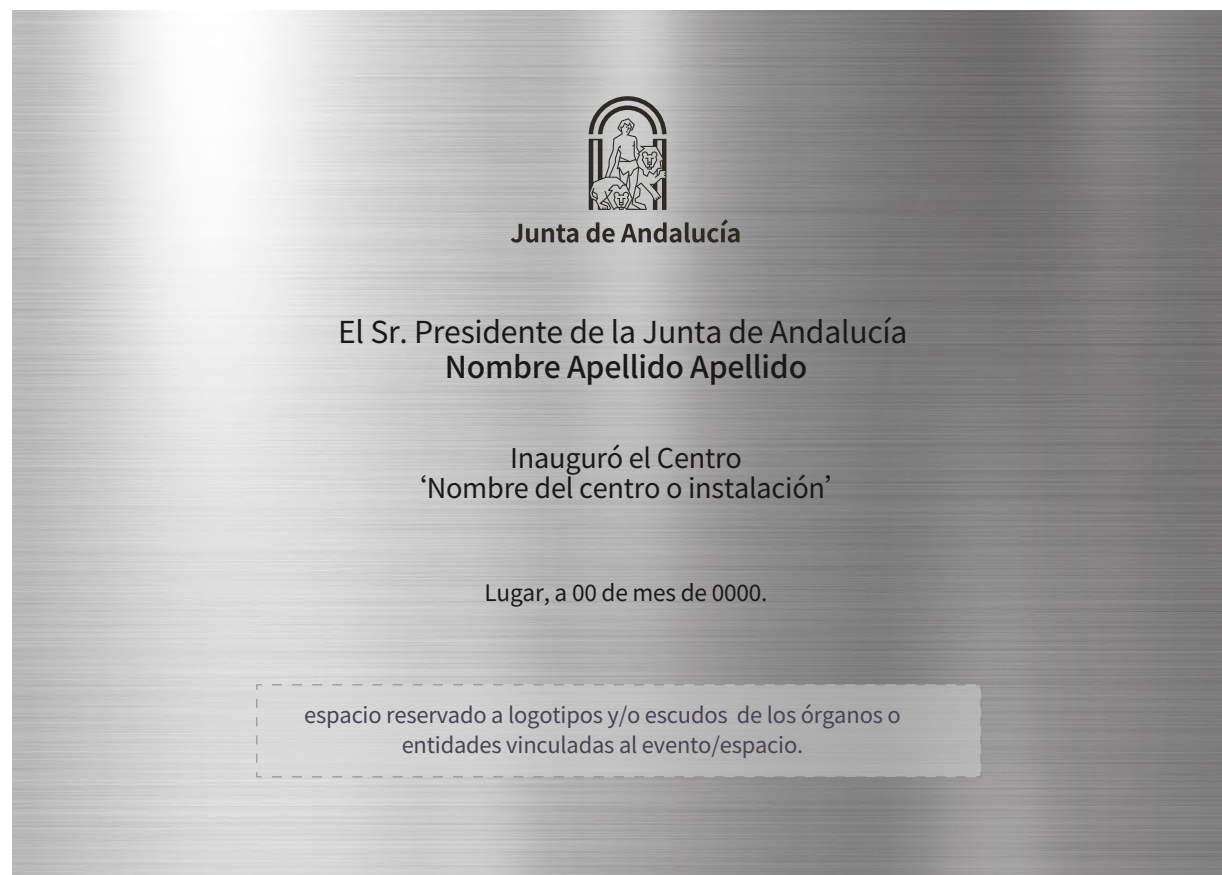 Junta de Andalucía
El Sr. Presidente de la Junta de Andalucía
Nombre Apellido Apellido
Inauguró el Centro
‘Nombre del centro o instalación’
Lugar, a 00 de mes de 0000.
espacio reservado a logotipos y/o escudos de los órganos o
entidades vinculadas al evento/espacio.